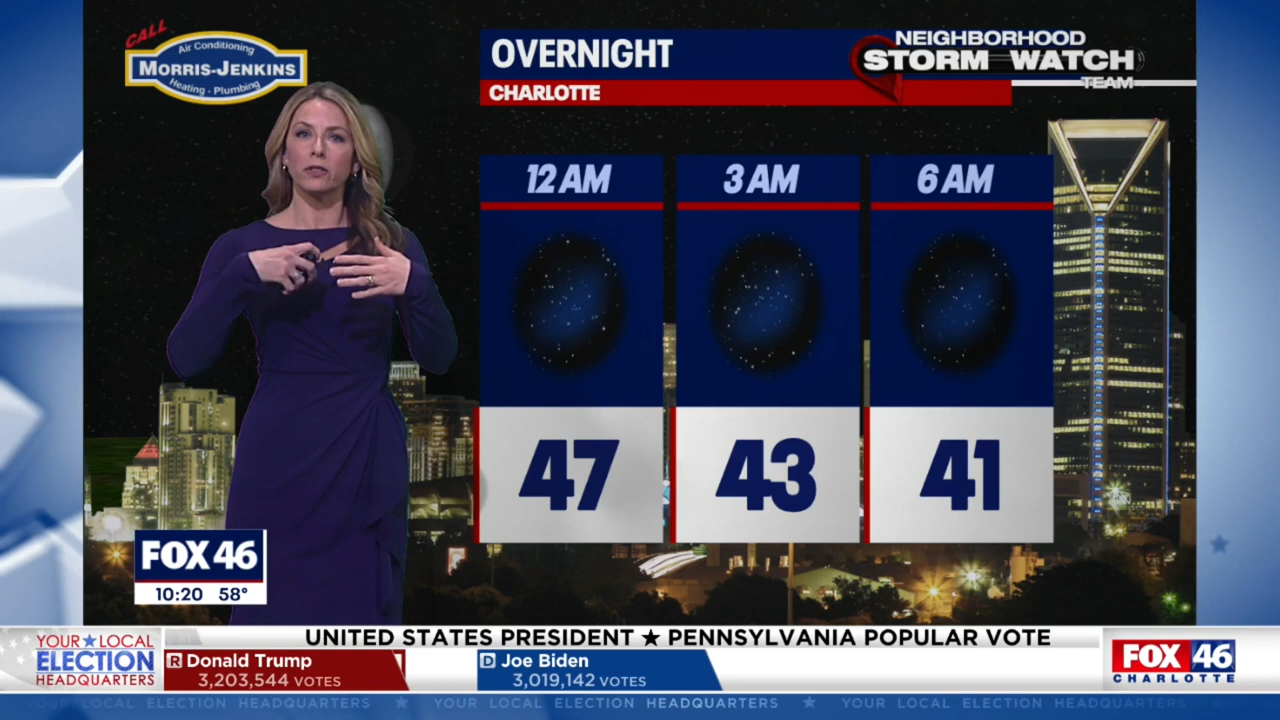 CALL
Air Conditioning
MORRIS-JENKINS
Heating - Plumbing
OVERNIGHT
CHARLOTTE
NEIGHBORHOOD
STORM WATCH
TEAM
12 AM 3 AM 6 AM
47 43 41
FOX 46
10:20 58°
UNITED STATES PRESIDENT ★ PENNSYLVANIA POPULAR VOTE
YOUR★LOCAL
ELECTION
HEADQUARTERS
R Donald Trump
3,203,544 VOTES
D Joe Biden
3,019,142 VOTES
FOX 46
CHARLOTTE
YOUR LOCAL ELECTION HEADQUARTERS ★ YOUR LOCAL ELECTION HEADQUARTERS ★ YOUR LOCAL ELECTION HEADQUARTERS